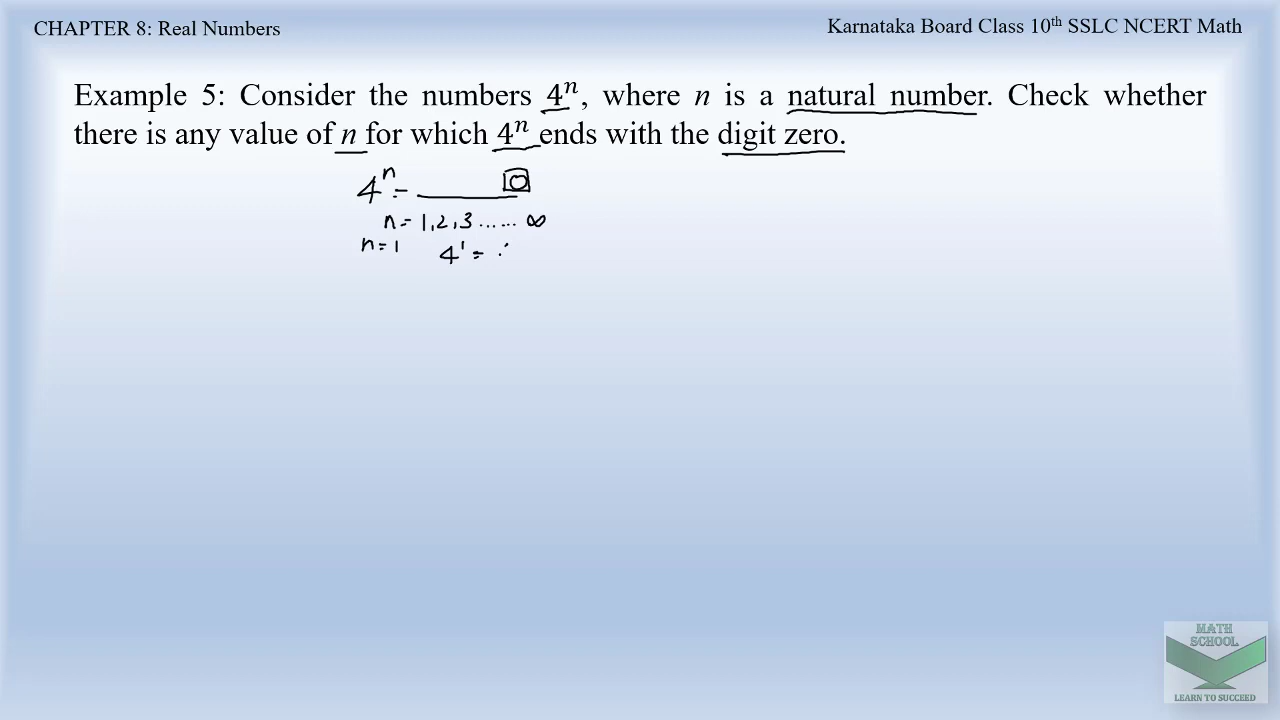 CHAPTER 8: Real Numbers
Karnataka Board Class 10th SSLC NCERT Math
Example 5: Consider the numbers 4ⁿ, where n is a natural number. Check whether
there is any value of n for which 4ⁿ ends with the digit zero.
4ⁿ = 0
n = 1, 2, 3 ...... ∞
n = 1 4¹ =
MATH
SCHOOL
LEARN TO SUCCEED